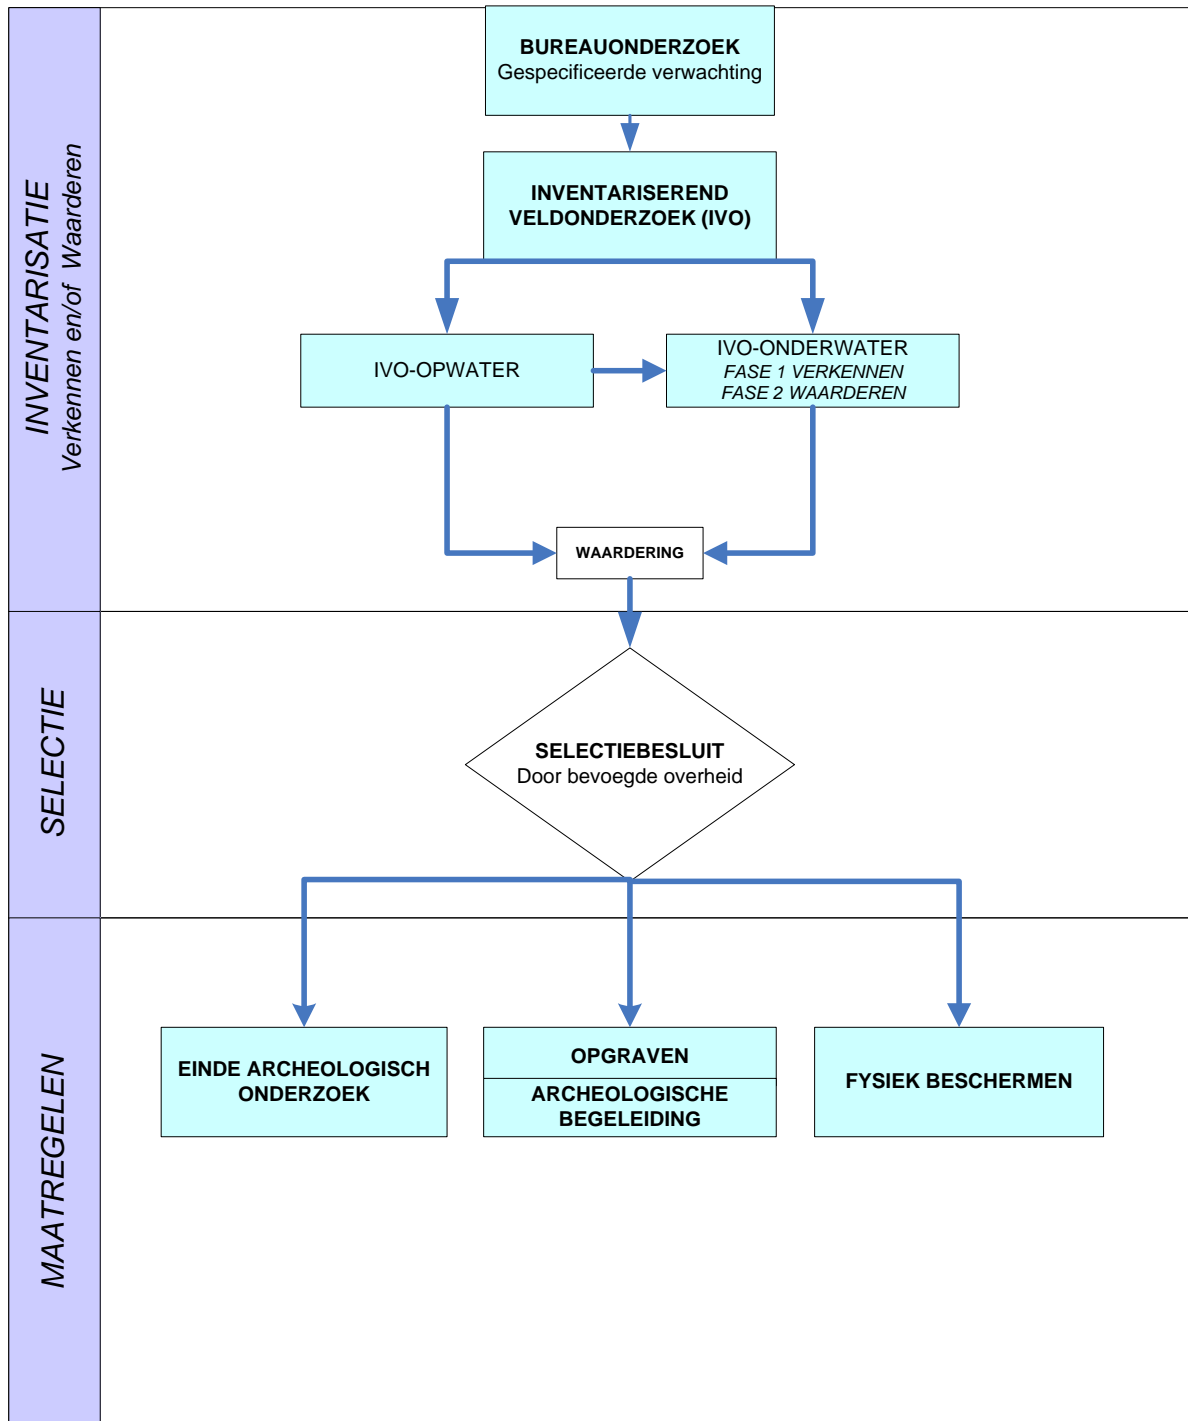 INVENTARISATIE
Verkennen en/of Waarderen
BUREAUONDERZOEK
Gespecificeerde verwachting
INVENTARISEREND
VELDONDERZOEK (IVO)
IVO-OPWATER
IVO-ONDERWATER
FASE 1 VERKENNEN
FASE 2 WAARDEREN
WAARDERING
SELECTIE
SELECTIEBESLUIT
Door bevoegde overheid
MAATREGELEN
EINDE ARCHEOLOGISCH
ONDERZOEK
OPGRAVEN
ARCHEOLOGISCHE
BEGELEIDING
FYSIEK BESCHERMEN